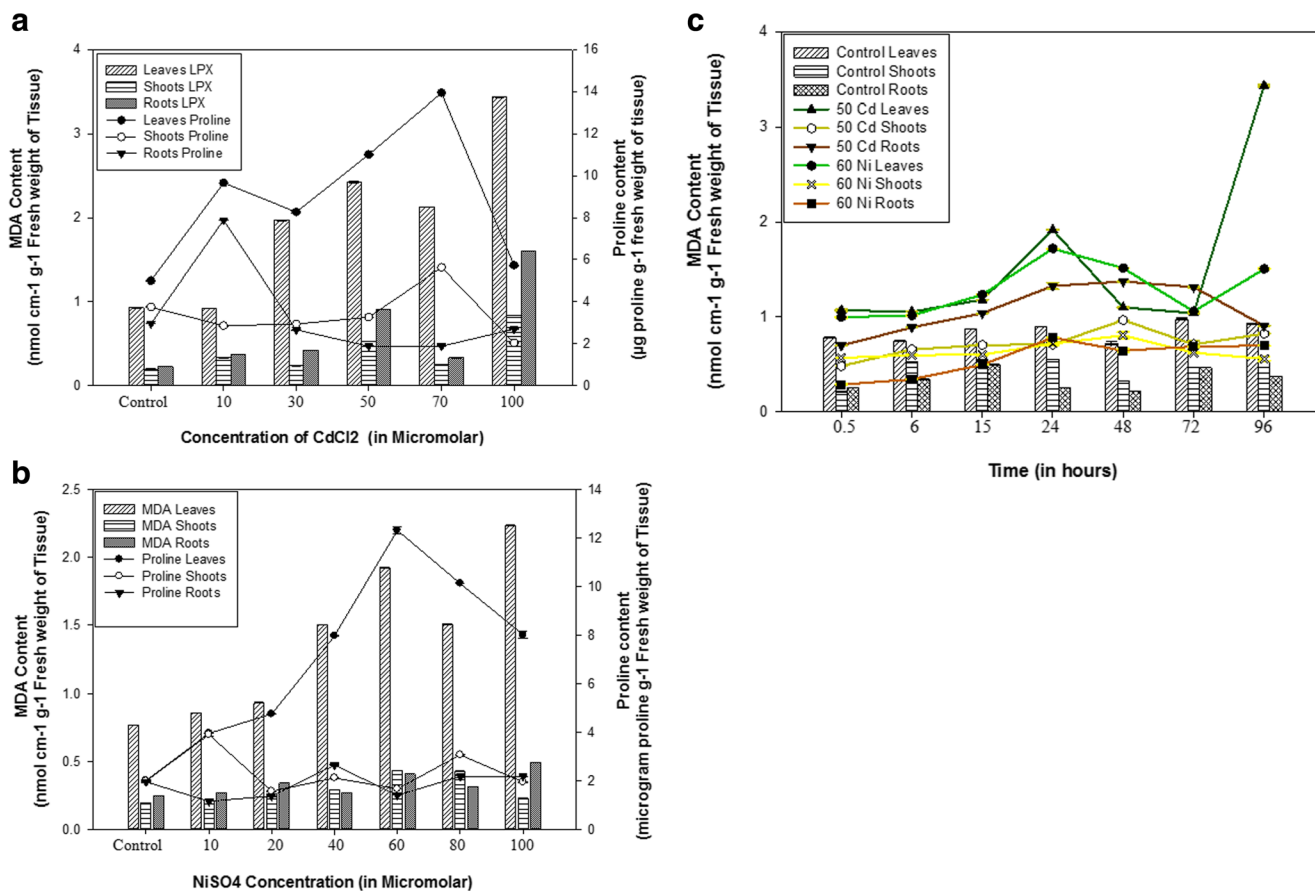 a
4
3
2
1
0
MDA Content
(nmol cm-1 g-1 Fresh weight of Tissue)
Leaves LPX
Shoots LPX
Roots LPX
Leaves Proline
Shoots Proline
Roots Proline
16
14
12
10
8
6
4
2
0
Proline content
(µg proline g-1 fresh weight of tissue)
Control 10 30 50 70 100
Concentration of CdCl2 (in Micromolar)
b
2.5
2.0
1.5
1.0
0.5
0.0
MDA Content
(nmol cm-1 g-1 Fresh weight of Tissue)
MDA Leaves
MDA Shoots
MDA Roots
Proline Leaves
Proline Shoots
Proline Roots
14
12
10
8
6
4
2
0
Proline content
(microgram proline g-1 Fresh weight of Tissue)
Control 10 20 40 60 80 100
NiSO4 Concentration (in Micromolar)
c
4
3
2
1
0
MDA Content
(nmol cm-1 g-1 Fresh weight of Tissue)
Control Leaves
Control Shoots
Control Roots
50 Cd Leaves
50 Cd Shoots
50 Cd Roots
60 Ni Leaves
60 Ni Shoots
60 Ni Roots
0.5 6 15 24 48 72 96
Time (in hours)